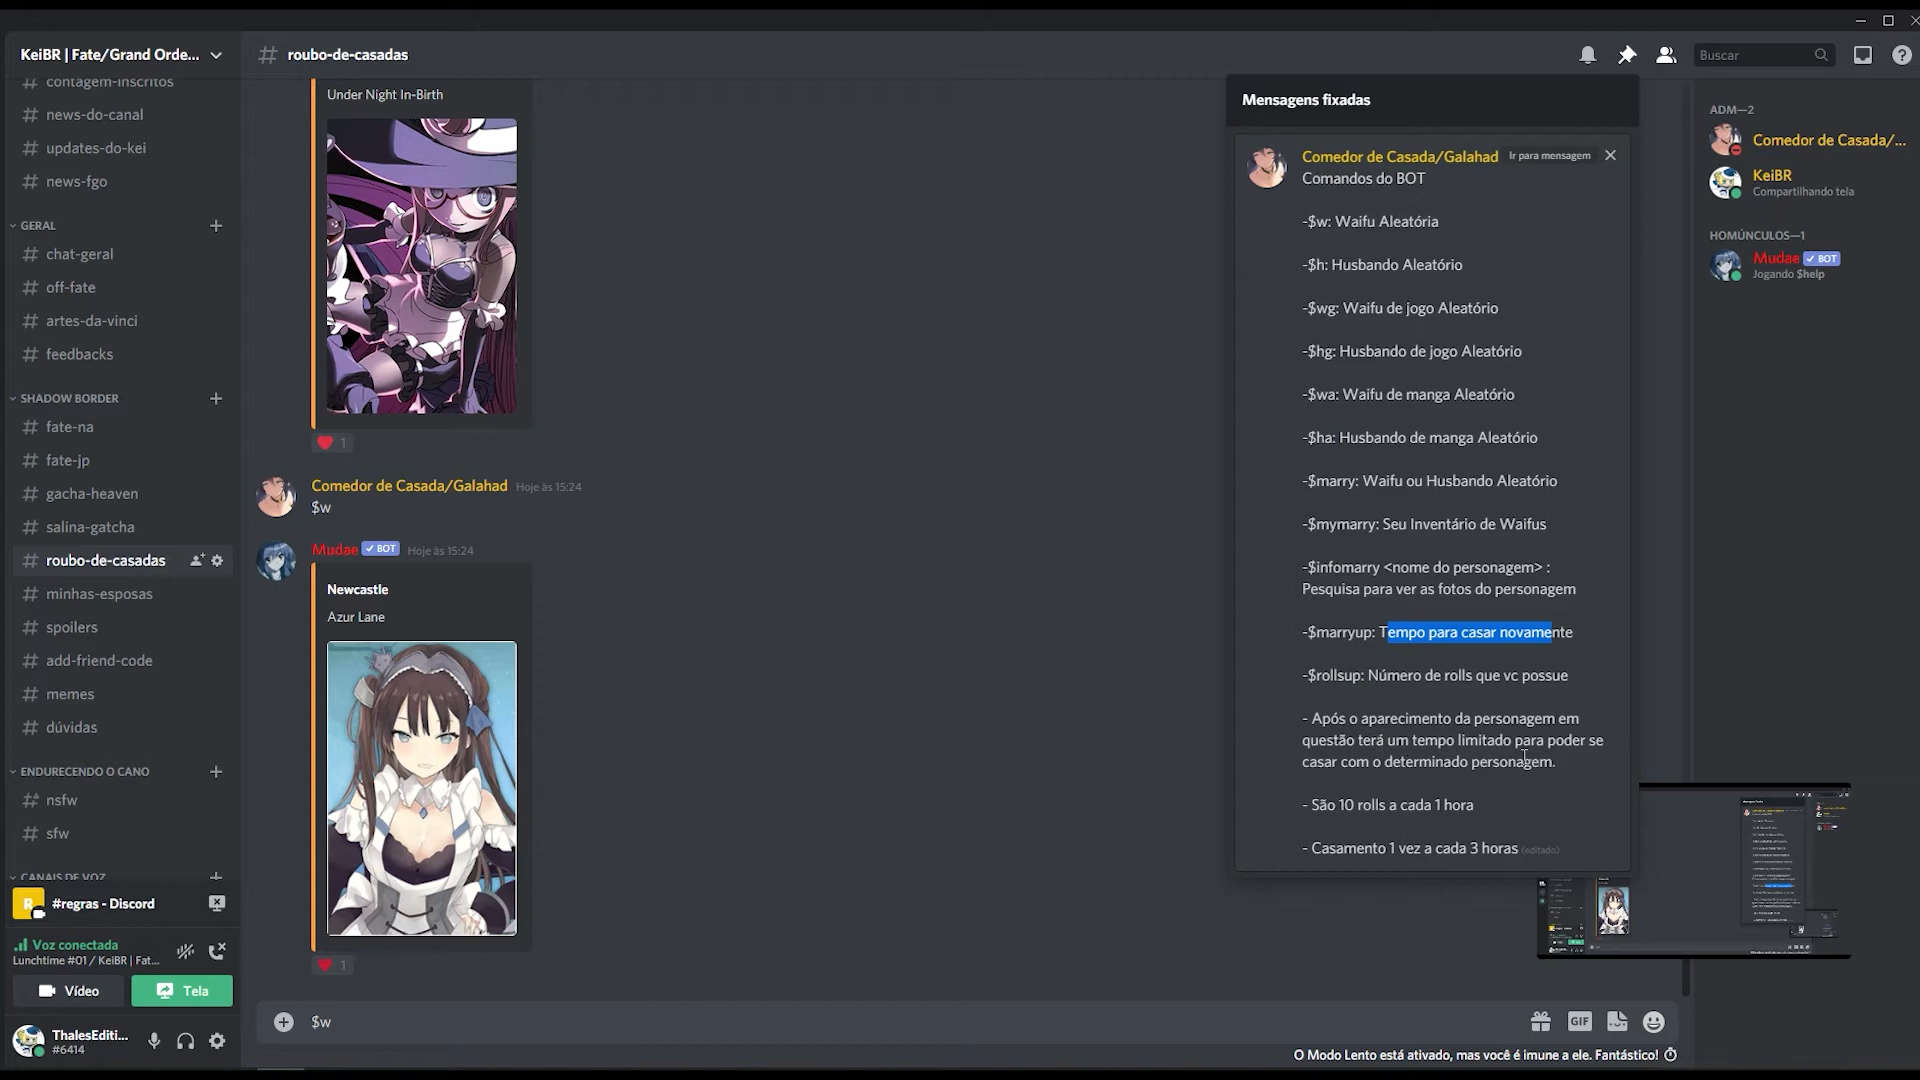 KeiBR | Fate/Grand Orde...
contagem-inscritos
news-do-canal
updates-do-kei
news-fgo
GERAL
chat-geral
off-fate
artes-da-vinci
feedbacks
SHADOW BORDER
fate-na
fate-jp
gacha-heaven
salina-gatcha
roubo-de-casadas
minhas-esposas
spoilers
add-friend-code
memes
dúvidas
ENDURECENDO O CANO
nsfw
sfw
CANAIS DE VOZ
#regras - Discord
Voz conectada
Lunchtime #01 / KeiBR | Fat...
Vídeo
Tela
ThalesEditi...
#6414
roubo-de-casadas
Buscar
Under Night In-Birth
1
Comedor de Casada/Galahad Hoje às 15:24
$w
Mudae BOT Hoje às 15:24
Newcastle
Azur Lane
1
$w
GIF
O Modo Lento está ativado, mas você é imune a ele. Fantástico!
Mensagens fixadas
Comedor de Casada/Galahad Ir para mensagem
Comandos do BOT
-$w: Waifu Aleatória
-$h: Husbando Aleatório
-$wg: Waifu de jogo Aleatório
-$hg: Husbando de jogo Aleatório
-$wa: Waifu de manga Aleatório
-$ha: Husbando de manga Aleatório
-$marry: Waifu ou Husbando Aleatório
-$mymarry: Seu Inventário de Waifus
-$infomarry <nome do personagem> :
Pesquisa para ver as fotos do personagem
-$marryup: Tempo para casar novamente
-$rollsup: Número de rolls que vc possue
- Após o aparecimento da personagem em
questão terá um tempo limitado para poder se
casar com o determinado personagem.
- São 10 rolls a cada 1 hora
- Casamento 1 vez a cada 3 horas (editado)
ADM—2
Comedor de Casada/...
KeiBR
Compartilhando tela
HOMÚNCULOS—1
Mudae BOT
Jogando $help